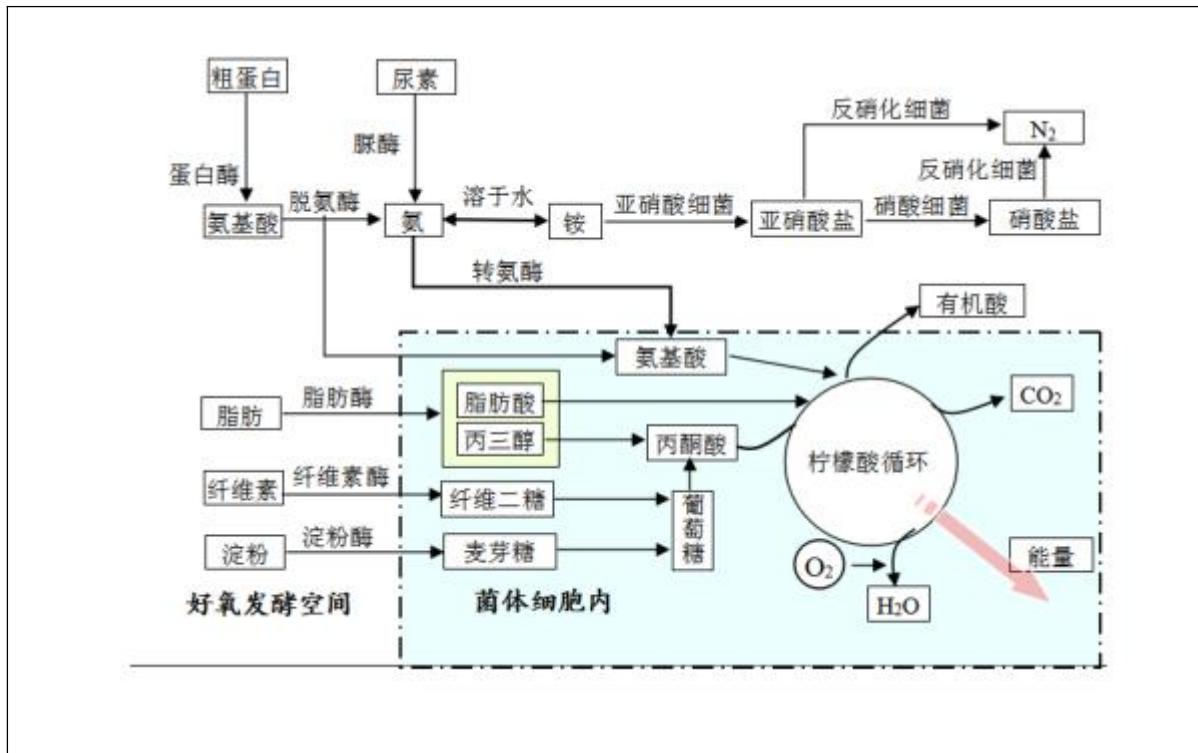 粗蛋白
尿素
反硝化细菌
N₂
脲酶
反硝化细菌
蛋白酶
脱氨酶
溶于水
亚硝酸细菌
硝酸细菌
氨基酸
氨
铵
亚硝酸盐
硝酸盐
转氨酶
有机酸
氨基酸
脂肪酶
脂肪酸
CO₂
脂肪
丙三醇
丙酮酸
柠檬酸循环
纤维素酶
纤维素
纤维二糖
葡萄糖
淀粉酶
淀粉
麦芽糖
O₂
能量
好氧发酵空间
菌体细胞内
H₂O